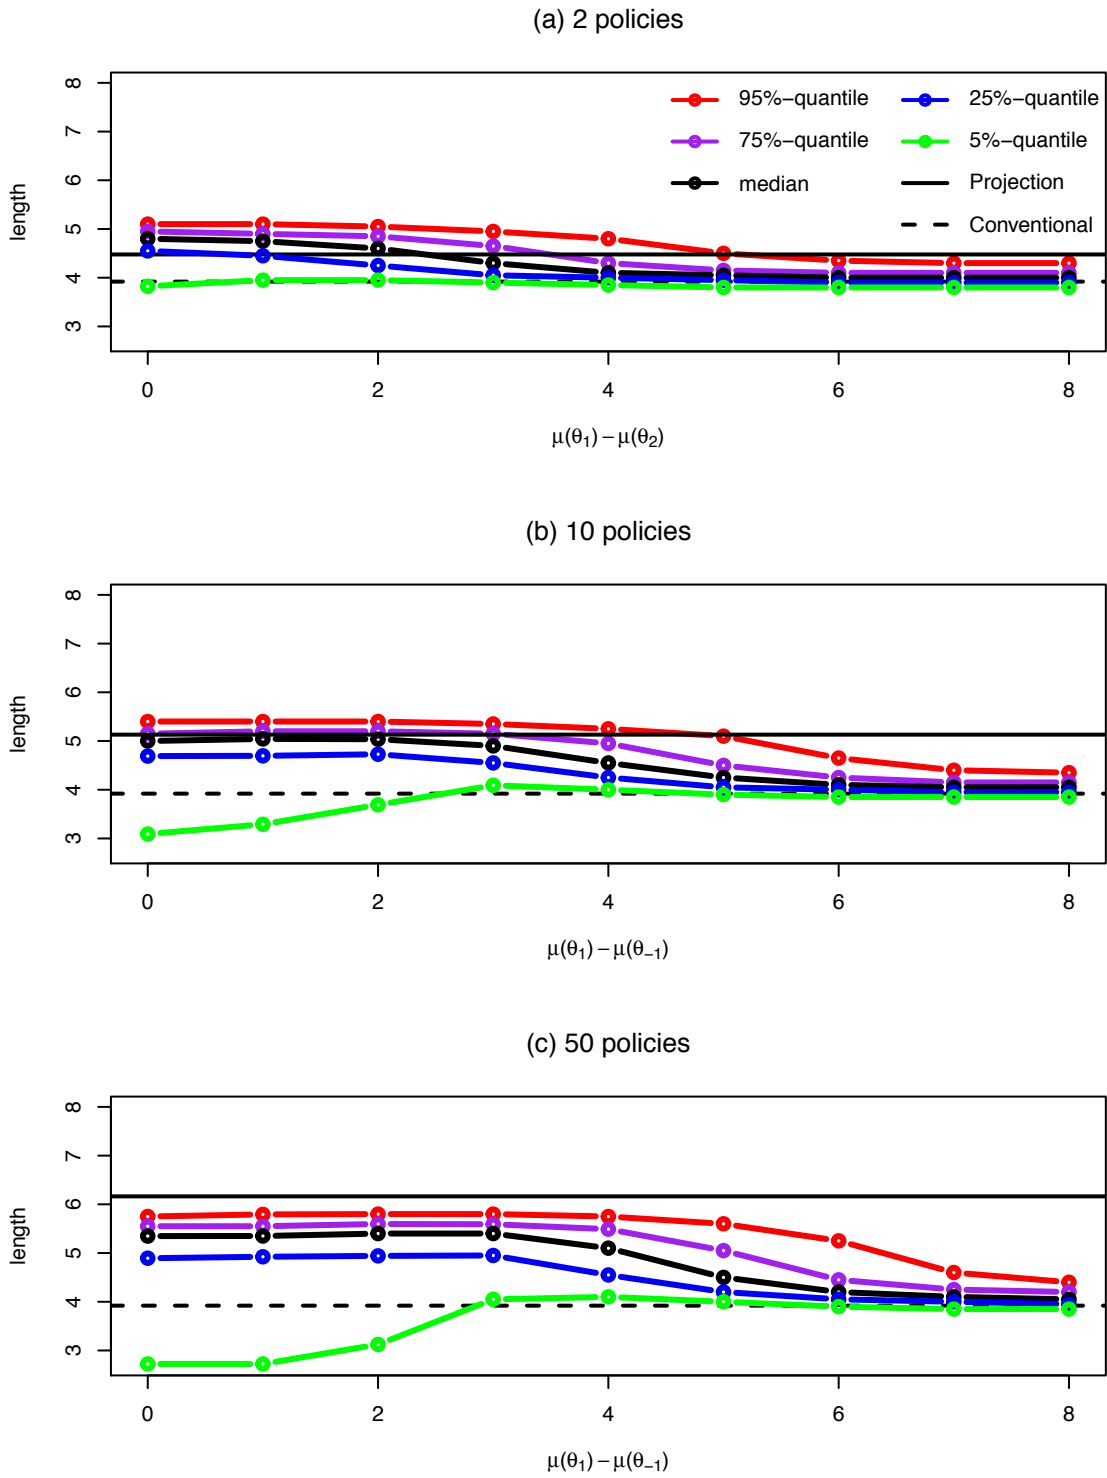 (a) 2 policies
length
8
7
6
5
4
3
95%−quantile
25%−quantile
75%−quantile
5%−quantile
median
Projection
Conventional
0 2 4 6 8
μ(θ₁) − μ(θ₂)
(b) 10 policies
length
8
7
6
5
4
3
0 2 4 6 8
μ(θ₁) − μ(θ₋₁)
(c) 50 policies
length
8
7
6
5
4
3
0 2 4 6 8
μ(θ₁) − μ(θ₋₁)